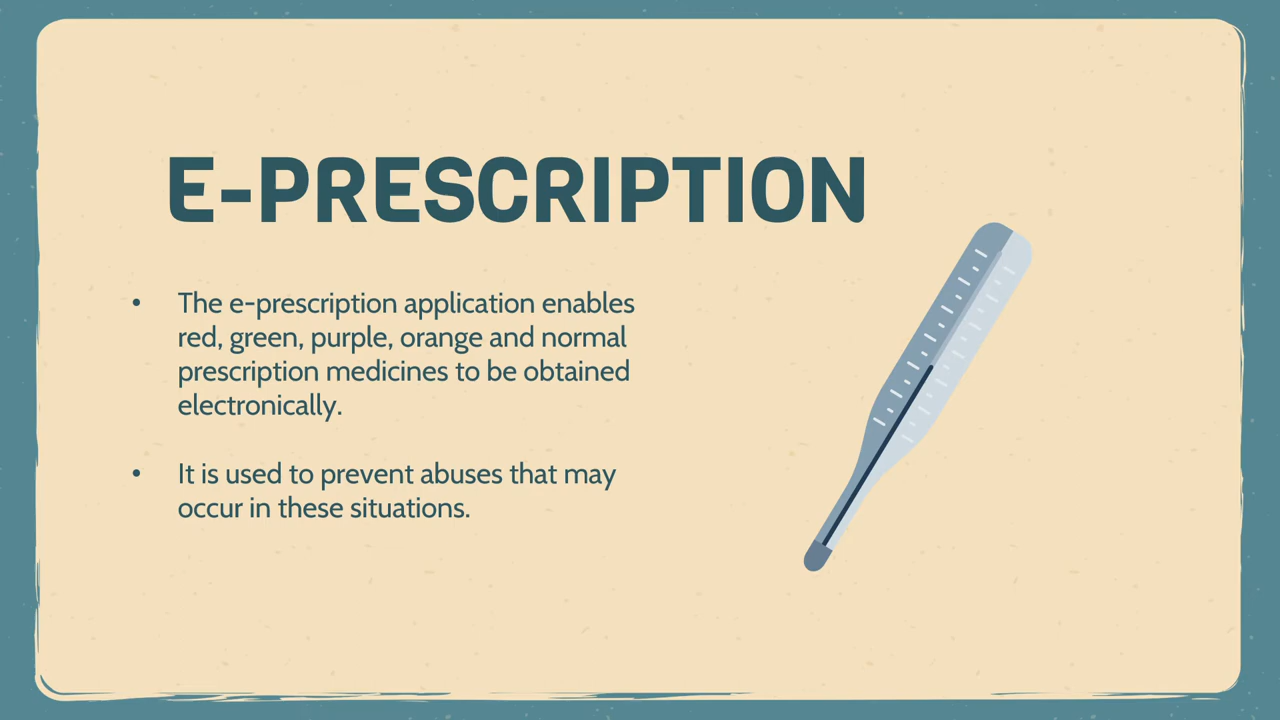 E-PRESCRIPTION
• The e-prescription application enables
red, green, purple, orange and normal
prescription medicines to be obtained
electronically.
• It is used to prevent abuses that may
occur in these situations.